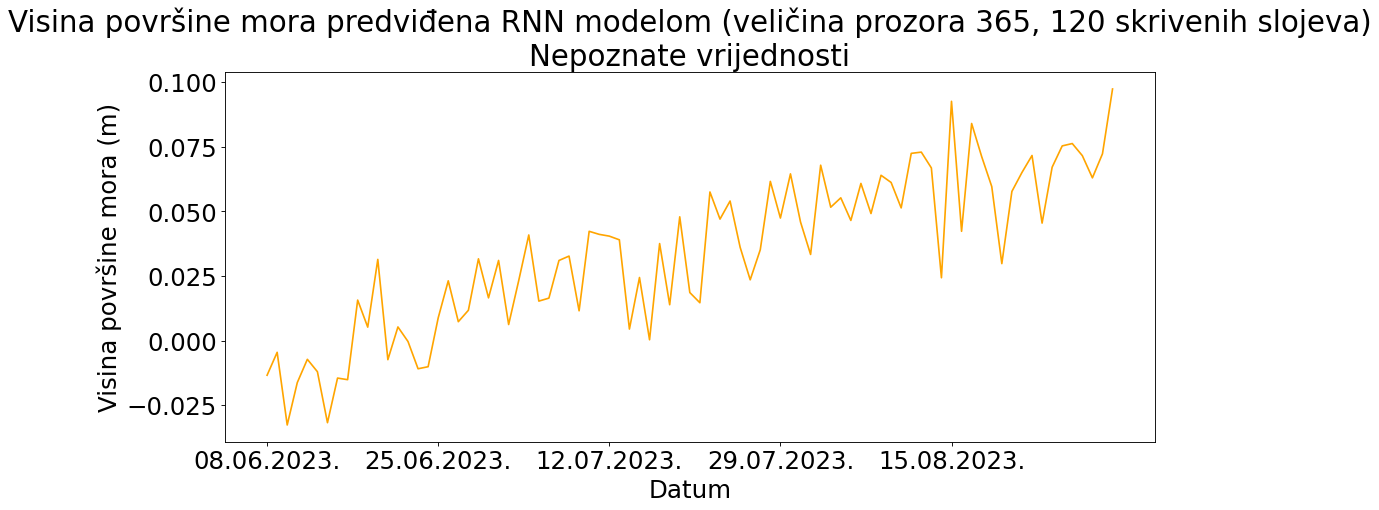 Visina površine mora predviđena RNN modelom (veličina prozora 365, 120 skrivenih slojeva)
Nepoznate vrijednosti
Visina površine mora (m)
0.100
0.075
0.050
0.025
0.000
−0.025
08.06.2023. 25.06.2023. 12.07.2023. 29.07.2023. 15.08.2023.
Datum